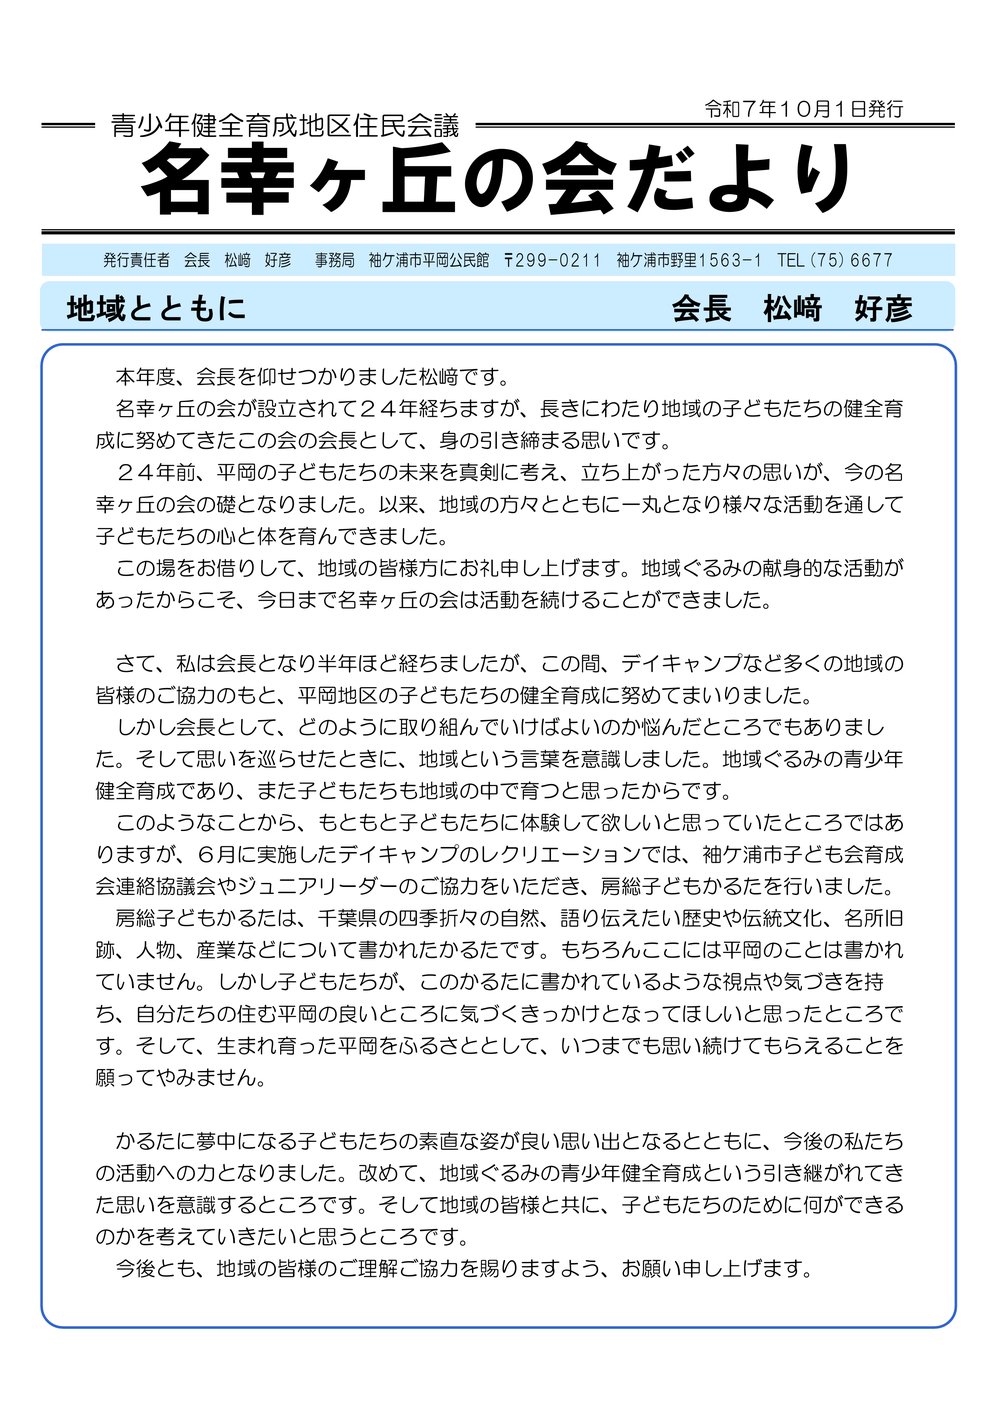 令和７年１０月１日発行
青少年健全育成地区住民会議
名幸ヶ丘の会だより
発行責任者　会長　松﨑　好彦　事務局　袖ケ浦市平岡公民館　〒299-0211　袖ケ浦市野里1563-1　TEL(75)6677
地域とともに　会長　松﨑　好彦
　本年度、会長を仰せつかりました松﨑です。
　名幸ヶ丘の会が設立されて２４年経ちますが、長きにわたり地域の子どもたちの健全育
成に努めてきたこの会の会長として、身の引き締まる思いです。
　２４年前、平岡の子どもたちの未来を真剣に考え、立ち上がった方々の思いが、今の名
幸ヶ丘の会の礎となりました。以来、地域の方々とともに一丸となり様々な活動を通して
子どもたちの心と体を育んできました。
　この場をお借りして、地域の皆様方にお礼申し上げます。地域ぐるみの献身的な活動が
あったからこそ、今日まで名幸ヶ丘の会は活動を続けることができました。
　さて、私は会長となり半年ほど経ちましたが、この間、デイキャンプなど多くの地域の
皆様のご協力のもと、平岡地区の子どもたちの健全育成に努めてまいりました。
　しかし会長として、どのように取り組んでいけばよいのか悩んだところでもありまし
た。そして思いを巡らせたときに、地域という言葉を意識しました。地域ぐるみの青少年
健全育成であり、また子どもたちも地域の中で育つと思ったからです。
　このようなことから、もともと子どもたちに体験して欲しいと思っていたところではあ
りますが、６月に実施したデイキャンプのレクリエーションでは、袖ケ浦市子ども会育成
会連絡協議会やジュニアリーダーのご協力をいただき、房総子どもかるたを行いました。
　房総子どもかるたは、千葉県の四季折々の自然、語り伝えたい歴史や伝統文化、名所旧
跡、人物、産業などについて書かれたかるたです。もちろんここには平岡のことは書かれ
ていません。しかし子どもたちが、このかるたに書かれているような視点や気づきを持
ち、自分たちの住む平岡の良いところに気づくきっかけとなってほしいと思ったところで
す。そして、生まれ育った平岡をふるさととして、いつまでも思い続けてもらえることを
願ってやみません。
　かるたに夢中になる子どもたちの素直な姿が良い思い出となるとともに、今後の私たち
の活動への力となりました。改めて、地域ぐるみの青少年健全育成という引き継がれてき
た思いを意識するところです。そして地域の皆様と共に、子どもたちのために何ができる
のかを考えていきたいと思うところです。
　今後とも、地域の皆様のご理解ご協力を賜りますよう、お願い申し上げます。